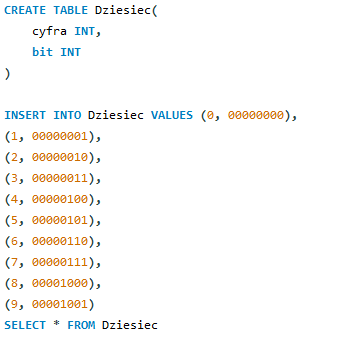 CREATE TABLE Dziesiec(
cyfra INT,
bit INT
)
INSERT INTO Dziesiec VALUES (0, 00000000),
(1, 00000001),
(2, 00000010),
(3, 00000011),
(4, 00000100),
(5, 00000101),
(6, 00000110),
(7, 00000111),
(8, 00001000),
(9, 00001001)
SELECT * FROM Dziesiec